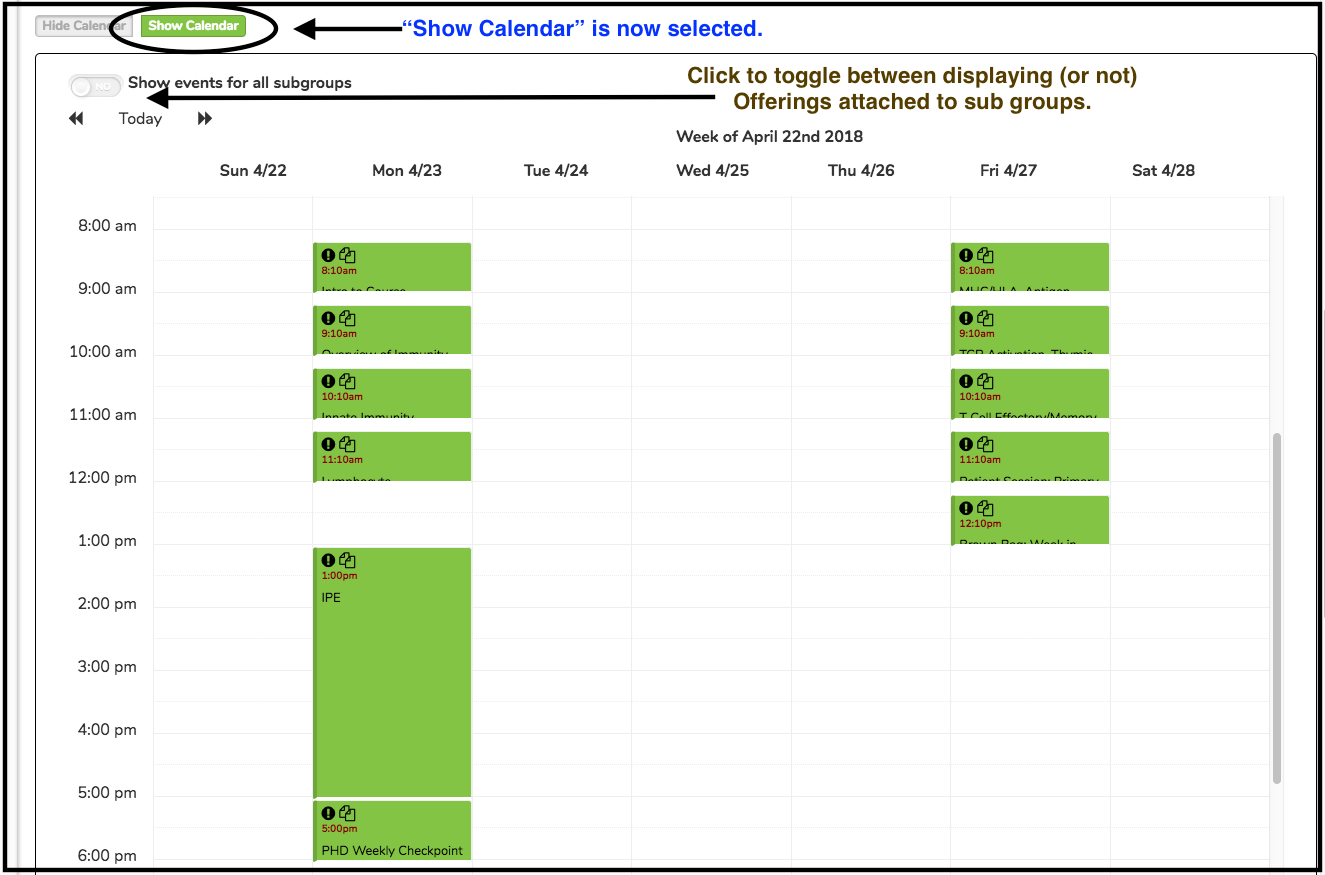 Hide Calendar Show Calendar “Show Calendar” is now selected.
NO Show events for all subgroups
Click to toggle between displaying (or not)
Offerings attached to sub groups.
Today
Week of April 22nd 2018
Sun 4/22 Mon 4/23 Tue 4/24 Wed 4/25 Thu 4/26 Fri 4/27 Sat 4/28
8:00 am
8:10am 8:10am
Intro to Course MHC/HLA, Antigen
9:00 am
9:10am 9:10am
Overview of Immunity TCR Activation, Thymic
10:00 am
10:10am 10:10am
Innate Immunity T Cell Effectory/Memory
11:00 am
11:10am 11:10am
Lymphocyte Patient Session: Primary
12:00 pm
12:10pm
Brown Bag: Week in
1:00 pm
1:00pm
IPE
2:00 pm
3:00 pm
4:00 pm
5:00 pm
5:00pm
PHD Weekly Checkpoint
6:00 pm